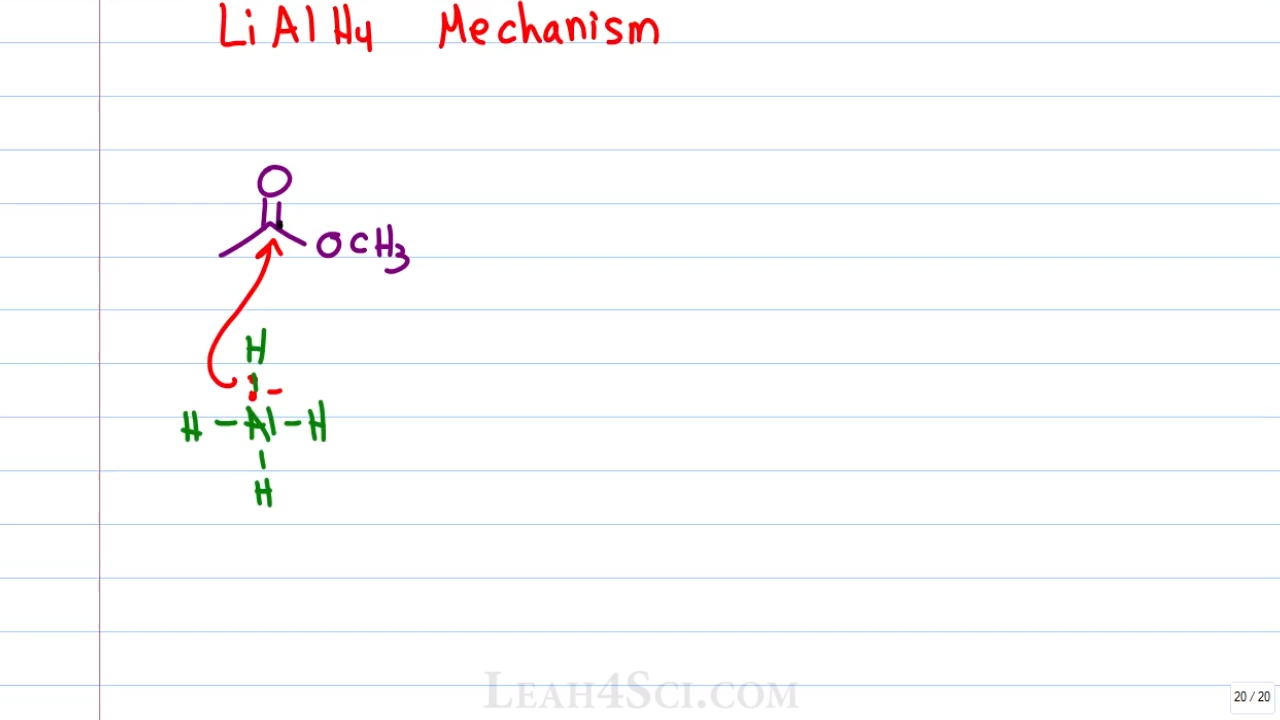 LiAlH4 Mechanism
O
OCH3
H
H-Al-H
H
LEAH4SCI.COM
20 / 20